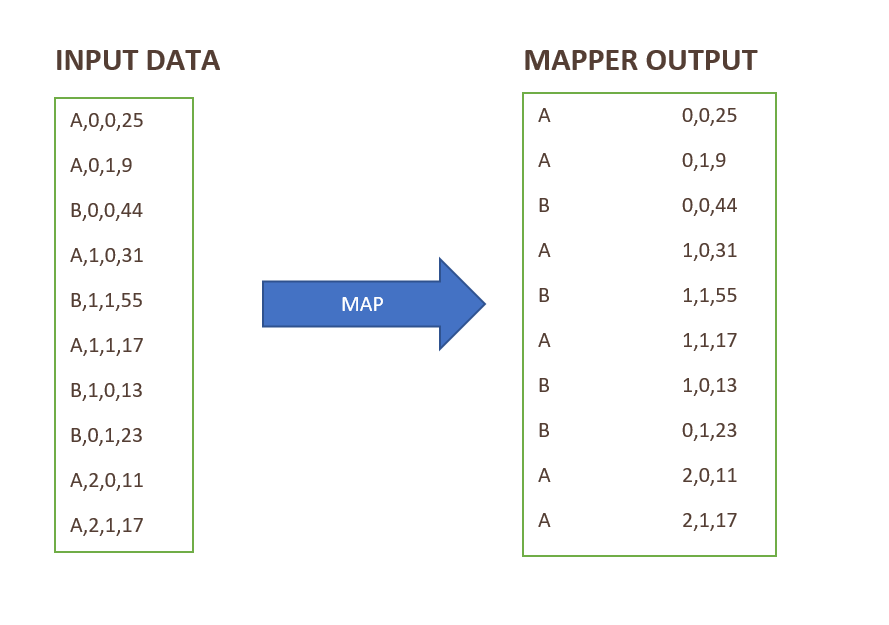 INPUT DATA
A,0,0,25
A,0,1,9
B,0,0,44
A,1,0,31
B,1,1,55
A,1,1,17
B,1,0,13
B,0,1,23
A,2,0,11
A,2,1,17
MAP
MAPPER OUTPUT
A 0,0,25
A 0,1,9
B 0,0,44
A 1,0,31
B 1,1,55
A 1,1,17
B 1,0,13
B 0,1,23
A 2,0,11
A 2,1,17